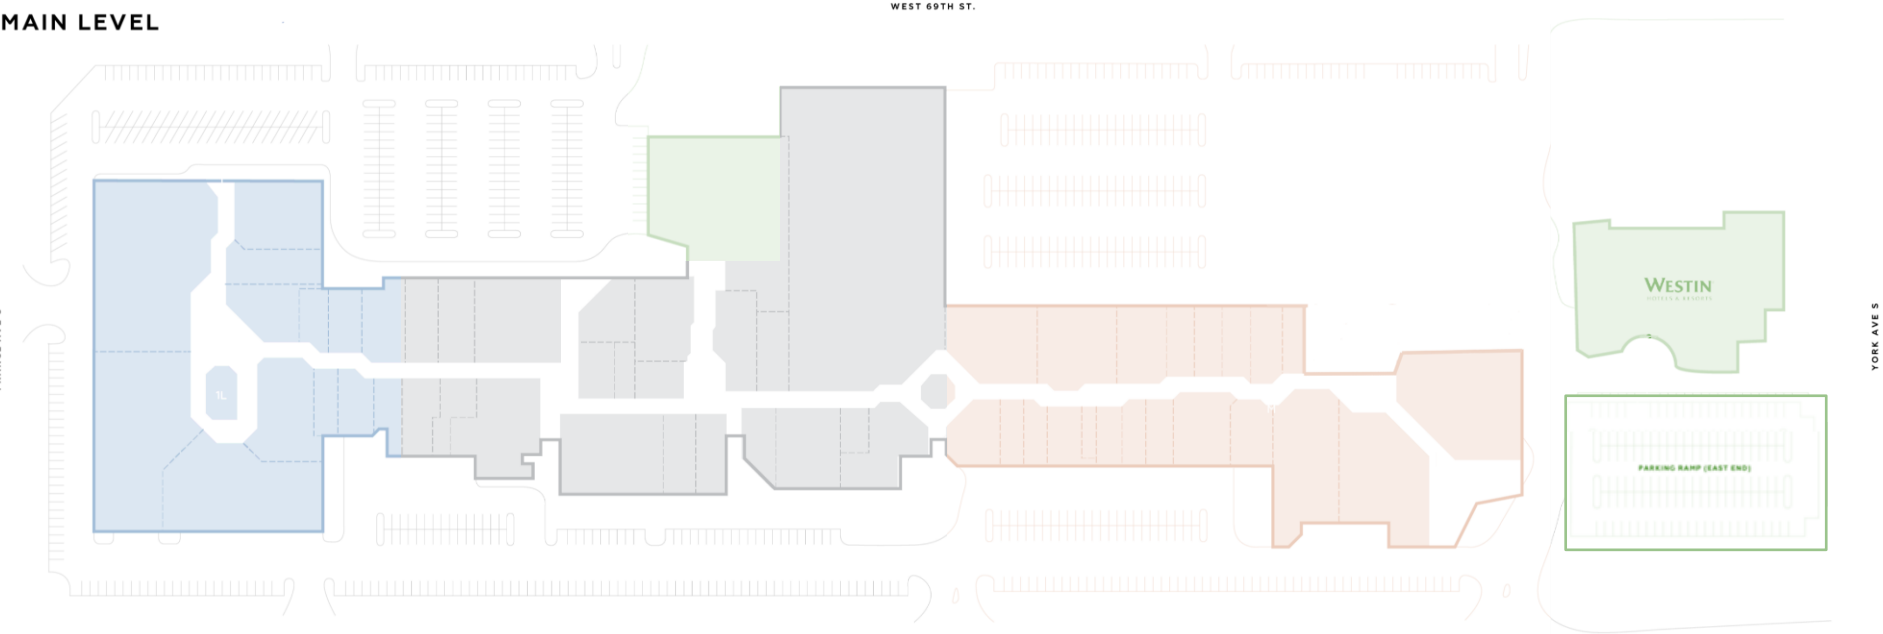 WEST 69TH ST.
MAIN LEVEL
1L
WESTIN
YORK AVE S
PARKING RAMP (EAST END)